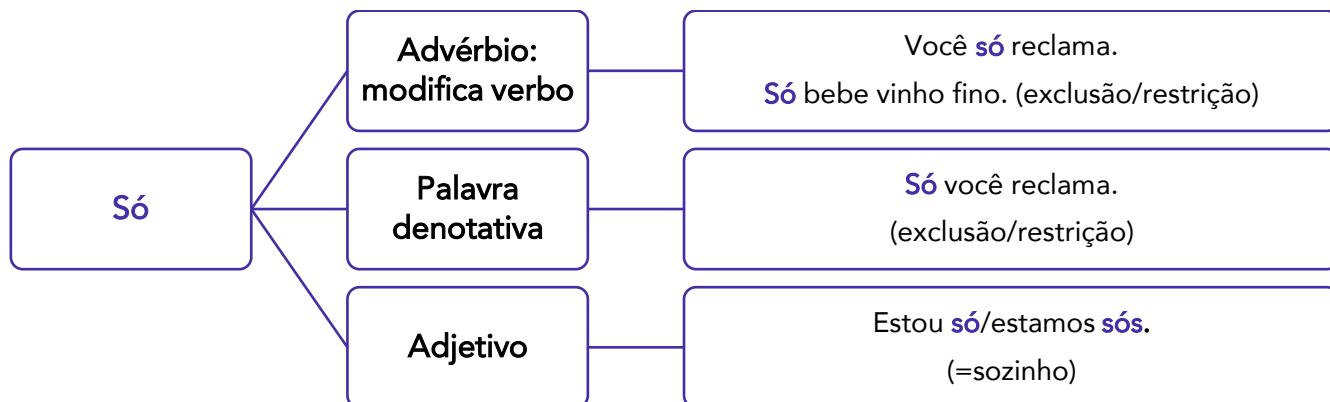 Só
Advérbio:
modifica verbo
Você só reclama.
Só bebe vinho fino. (exclusão/restrição)
Palavra
denotativa
Só você reclama.
(exclusão/restrição)
Adjetivo
Estou só/estamos sós.
(=sozinho)